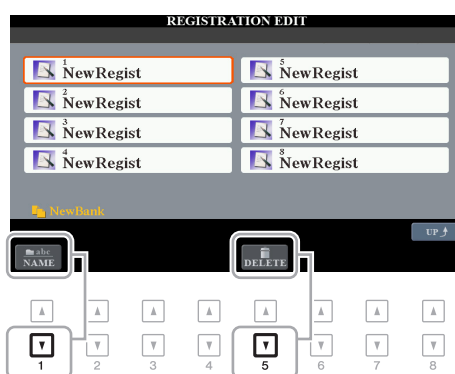 REGISTRATION EDIT
1
NewRegist
2
NewRegist
3
NewRegist
4
NewRegist
5
NewRegist
6
NewRegist
7
NewRegist
8
NewRegist
NewBank
UP
abc
NAME
DELETE
1 2 3 4 5 6 7 8